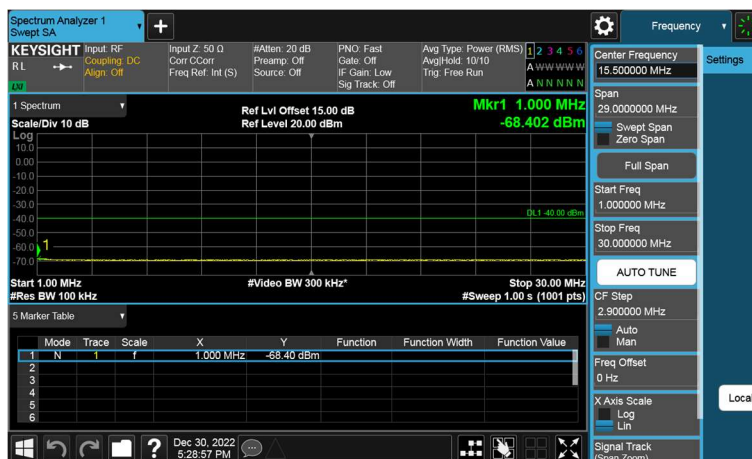 Spectrum Analyzer 1
Swept SA
+
Frequency
KEYSIGHT
RL
LXI
Input: RF
Coupling: DC
Align: Off
Input Z: 50 Ω
Corr CCorr
Freq Ref: Int (S)
#Atten: 20 dB
Preamp: Off
Source: Off
PNO: Fast
Gate: Off
IF Gain: Low
Sig Track: Off
Avg Type: Power (RMS)
Avg|Hold: 10/10
Trig: Free Run
1 2 3 4 5 6
A W W W W W
A N N N N N
1 Spectrum
Scale/Div 10 dB
Log
Ref Lvl Offset 15.00 dB
Ref Level 20.00 dBm
Mkr1 1.000 MHz
-68.402 dBm
10.0
0.00
-10.0
-20.0
-30.0
-40.0
-50.0
-60.0
-70.0
DL1 -40.00 dBm
1
Start 1.00 MHz
#Res BW 100 kHz
#Video BW 300 kHz*
Stop 30.00 MHz
#Sweep 1.00 s (1001 pts)
5 Marker Table
Mode Trace Scale X Y Function Function Width Function Value
1 N 1 f 1.000 MHz -68.40 dBm
2
3
4
5
6
Dec 30, 2022
5:28:57 PM
Center Frequency
15.500000 MHz
Span
29.0000000 MHz
Swept Span
Zero Span
Full Span
Start Freq
1.000000 MHz
Stop Freq
30.000000 MHz
AUTO TUNE
CF Step
2.900000 MHz
Auto
Man
Freq Offset
0 Hz
X Axis Scale
Log
Lin
Signal Track
(Span Zoom)
Settings
Local